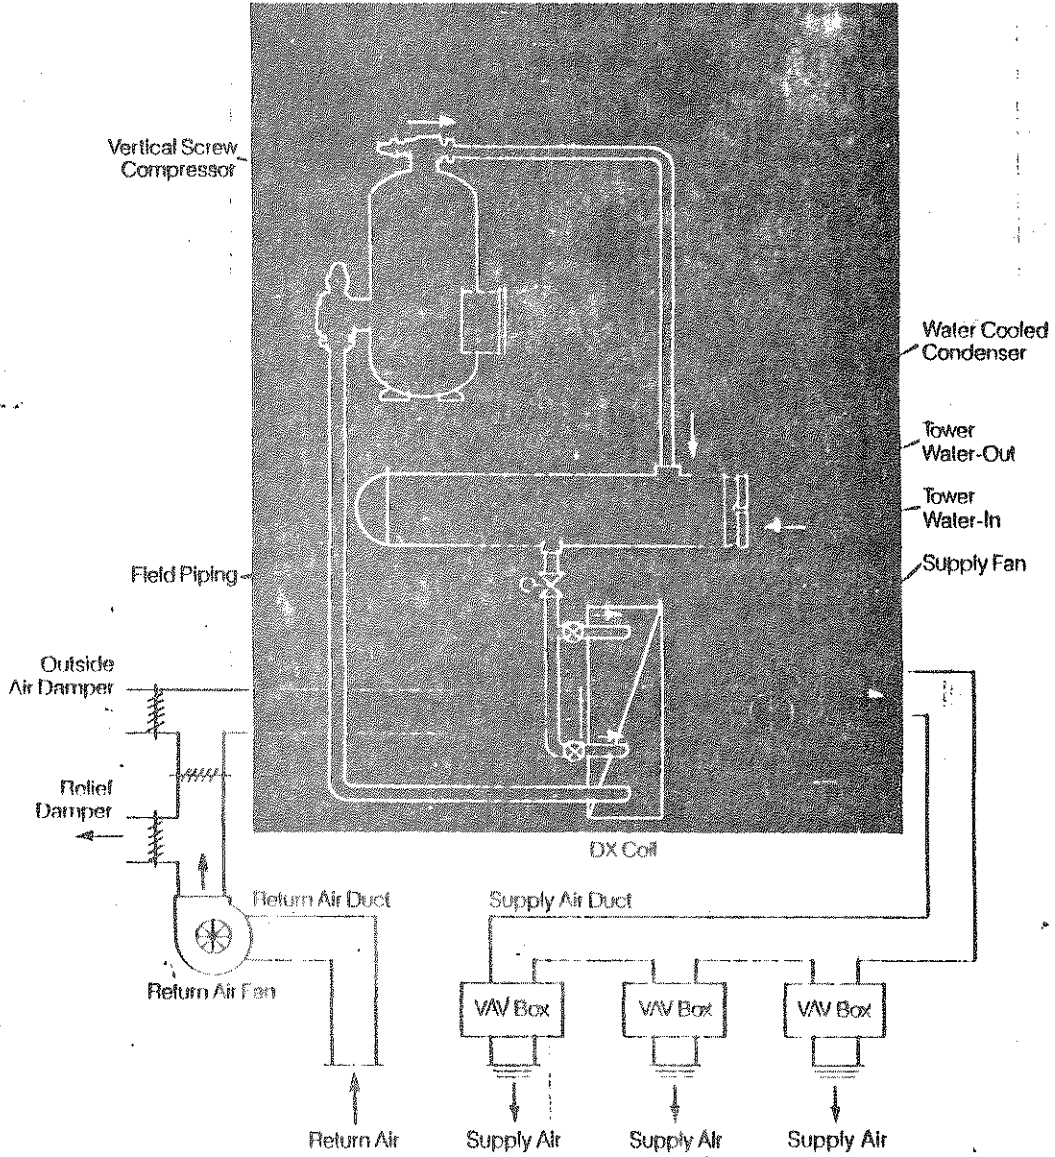 Vertical Screw
Compressor
Water Cooled
Condenser
Tower
Water-Out
Tower
Water-In
Supply Fan
Field Piping
Outside
Air Damper
Relief
Damper
DX Coil
Return Air Duct
Supply Air Duct
Return Air Fan
VAV Box
VAV Box
VAV Box
Return Air
Supply Air
Supply Air
Supply Air